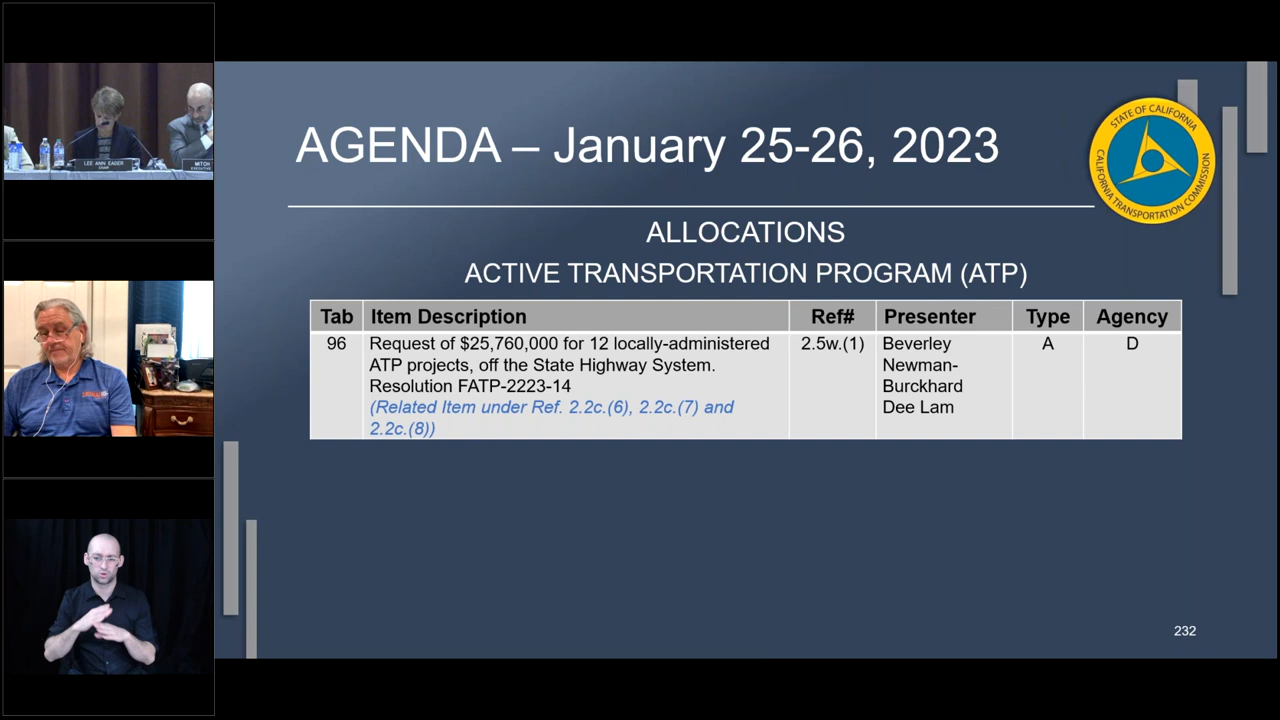 LEE ANN EAGER
CHAIR
MITCH
EXECUTIVE
AGENDA – January 25-26, 2023
STATE OF CALIFORNIA
CALIFORNIA TRANSPORTATION COMMISSION
ALLOCATIONS
ACTIVE TRANSPORTATION PROGRAM (ATP)
Tab Item Description Ref# Presenter Type Agency
96 Request of $25,760,000 for 12 locally-administered 2.5w.(1) Beverley A D
ATP projects, off the State Highway System. Newman-
Resolution FATP-2223-14 Burckhard
(Related Item under Ref. 2.2c.(6), 2.2c.(7) and Dee Lam
2.2c.(8))
232